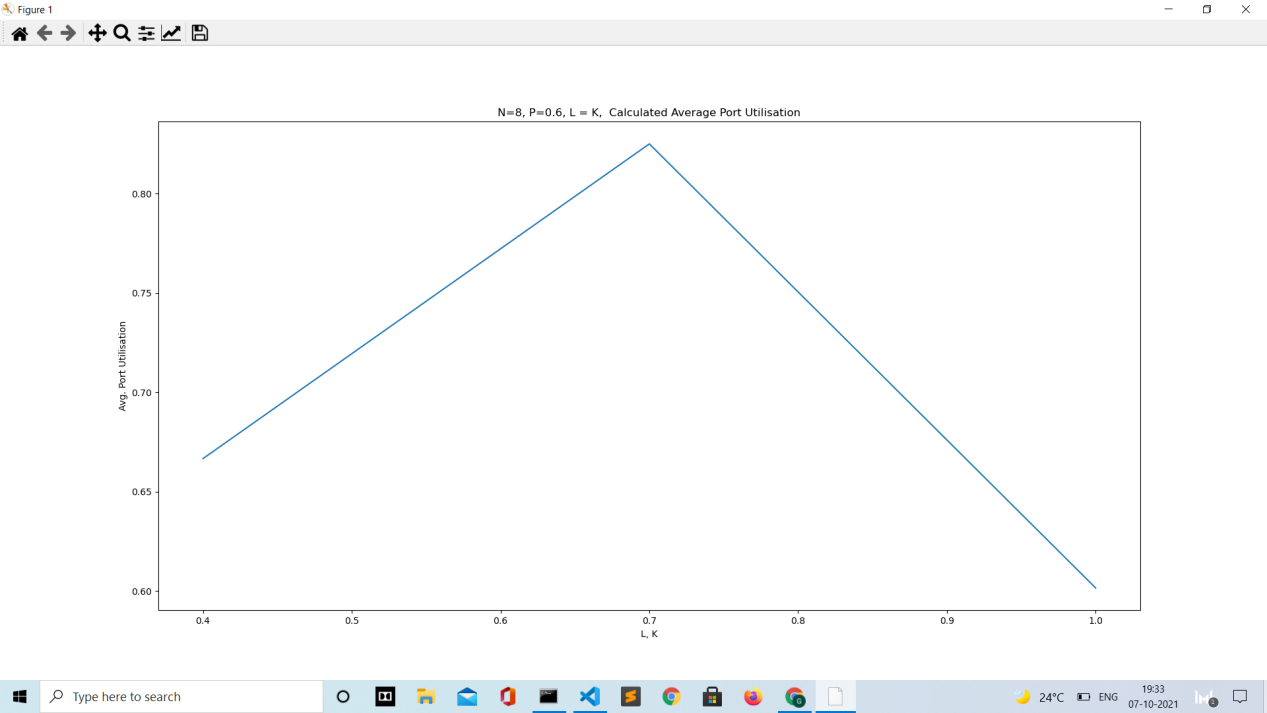 Figure 1
N=8, P=0.6, L = K,  Calculated Average Port Utilisation
Avg. Port Utilisation
0.80
0.75
0.70
0.65
0.60
0.4 0.5 0.6 0.7 0.8 0.9 1.0
L, K
Type here to search
24°C ENG
19:33
07-10-2021